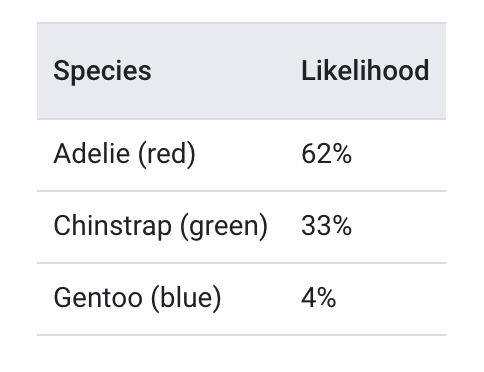 Species Likelihood
Adelie (red) 62%
Chinstrap (green) 33%
Gentoo (blue) 4%